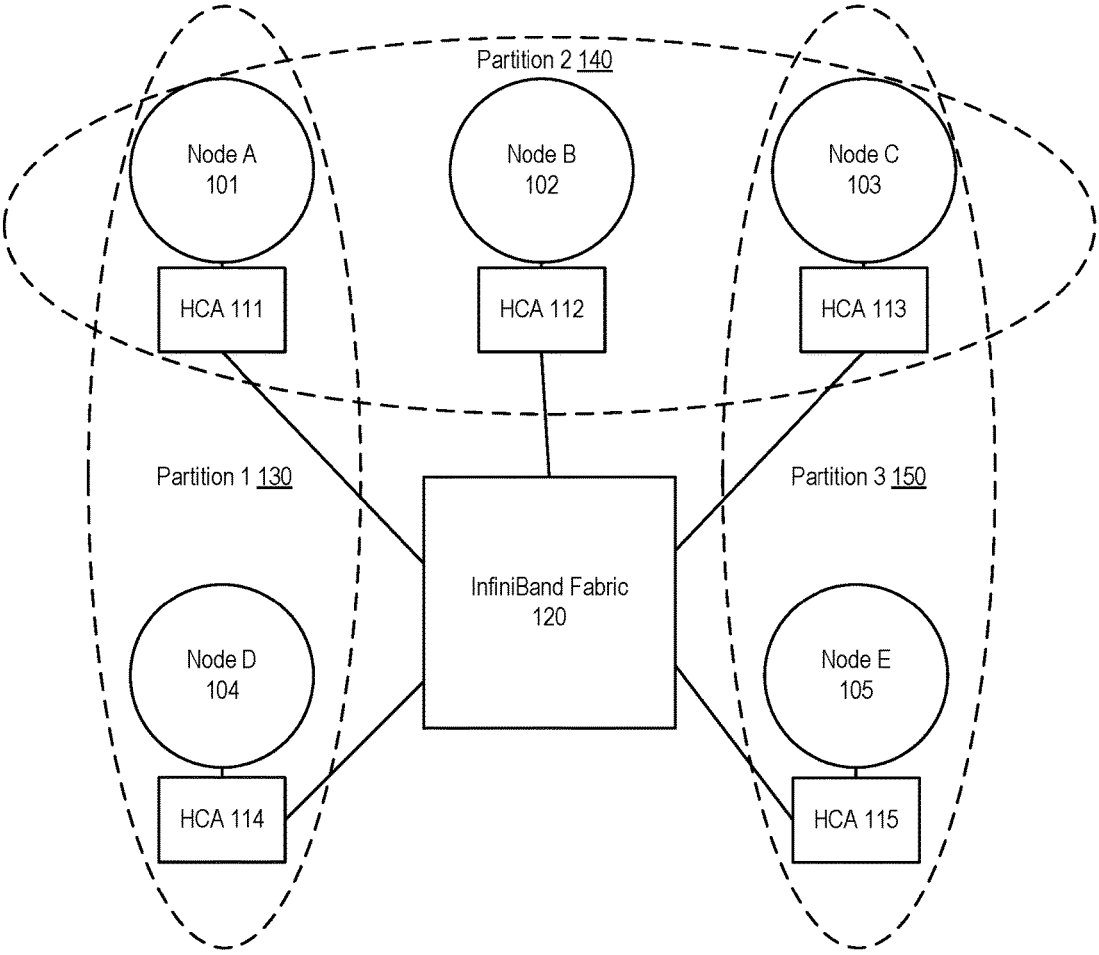 Partition 2 140
Node A
101
Node B
102
Node C
103
HCA 111
HCA 112
HCA 113
Partition 1 130
Partition 3 150
InfiniBand Fabric
120
Node D
104
Node E
105
HCA 114
HCA 115